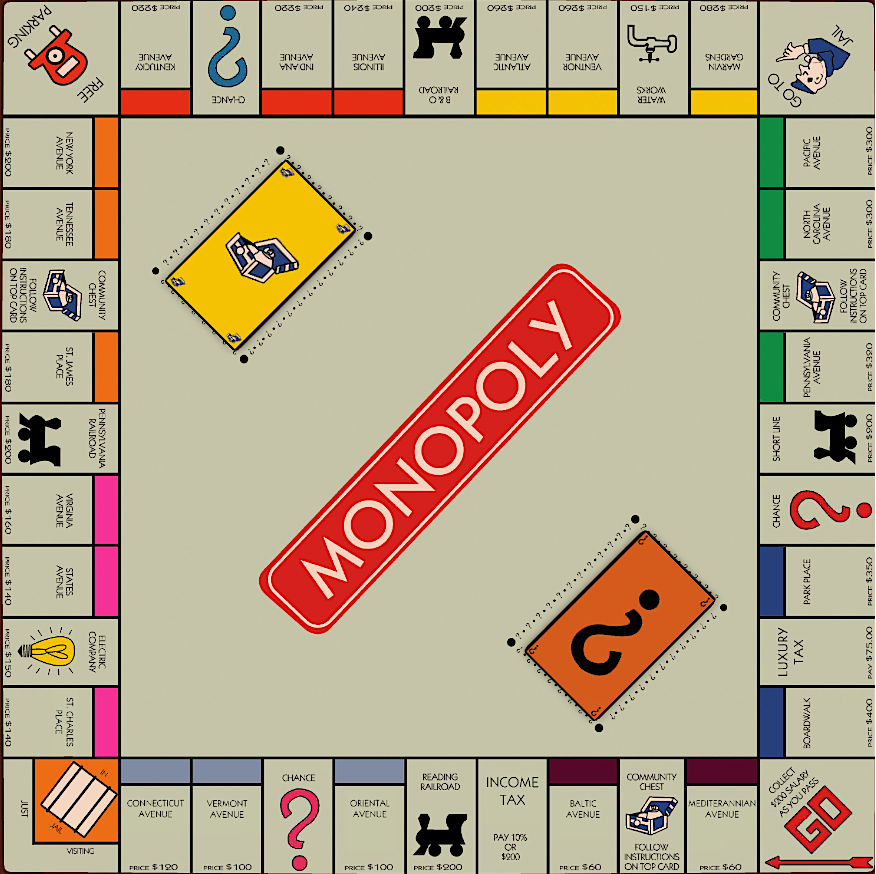 FREE
PARKING
KENTUCKY
AVENUE
PRICE $220
CHANCE
INDIANA
AVENUE
PRICE $220
ILLINOIS
AVENUE
PRICE $240
B & O
RAILROAD
PRICE $200
ATLANTIC
AVENUE
PRICE $260
VENTNOR
AVENUE
PRICE $260
WATER
WORKS
PRICE $150
MARVIN
GARDENS
PRICE $280
GO TO
JAIL
NEW YORK
AVENUE
PRICE $200
TENNESSEE
AVENUE
PRICE $180
COMMUNITY
CHEST
FOLLOW
INSTRUCTIONS
ON TOP CARD
ST. JAMES
PLACE
PRICE $180
PENNSYLVANIA
RAILROAD
PRICE $200
VIRGINIA
AVENUE
PRICE $160
STATES
AVENUE
PRICE $140
ELECTRIC
COMPANY
PRICE $150
ST. CHARLES
PLACE
PRICE $140
MONOPOLY
PACIFIC
AVENUE
PRICE $300
NORTH
CAROLINA
AVENUE
PRICE $300
COMMUNITY
CHEST
FOLLOW
INSTRUCTIONS
ON TOP CARD
PENNSYLVANIA
AVENUE
PRICE $320
SHORT LINE
PRICE $200
CHANCE
PARK PLACE
PRICE $350
LUXURY
TAX
PAY $75.00
BOARDWALK
PRICE $400
JUST
VISITING
IN
JAIL
CONNECTICUT
AVENUE
PRICE $120
VERMONT
AVENUE
PRICE $100
CHANCE
ORIENTAL
AVENUE
PRICE $100
READING
RAILROAD
PRICE $200
INCOME
TAX
PAY 10%
OR
$200
BALTIC
AVENUE
PRICE $60
COMMUNITY
CHEST
FOLLOW
INSTRUCTIONS
ON TOP CARD
MEDITERANNIAN
AVENUE
PRICE $60
COLLECT
$200 SALARY
AS YOU PASS
GO